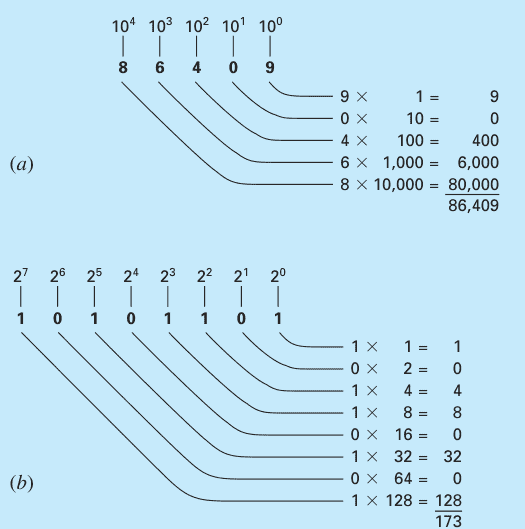 10⁴ 10³ 10² 10¹ 10⁰
8 6 4 0 9
9 × 1 = 9
0 × 10 = 0
4 × 100 = 400
(a)
6 × 1,000 = 6,000
8 × 10,000 = 80,000
86,409
2⁷ 2⁶ 2⁵ 2⁴ 2³ 2² 2¹ 2⁰
1 0 1 0 1 1 0 1
1 × 1 = 1
0 × 2 = 0
1 × 4 = 4
1 × 8 = 8
0 × 16 = 0
1 × 32 = 32
0 × 64 = 0
(b)
1 × 128 = 128
173